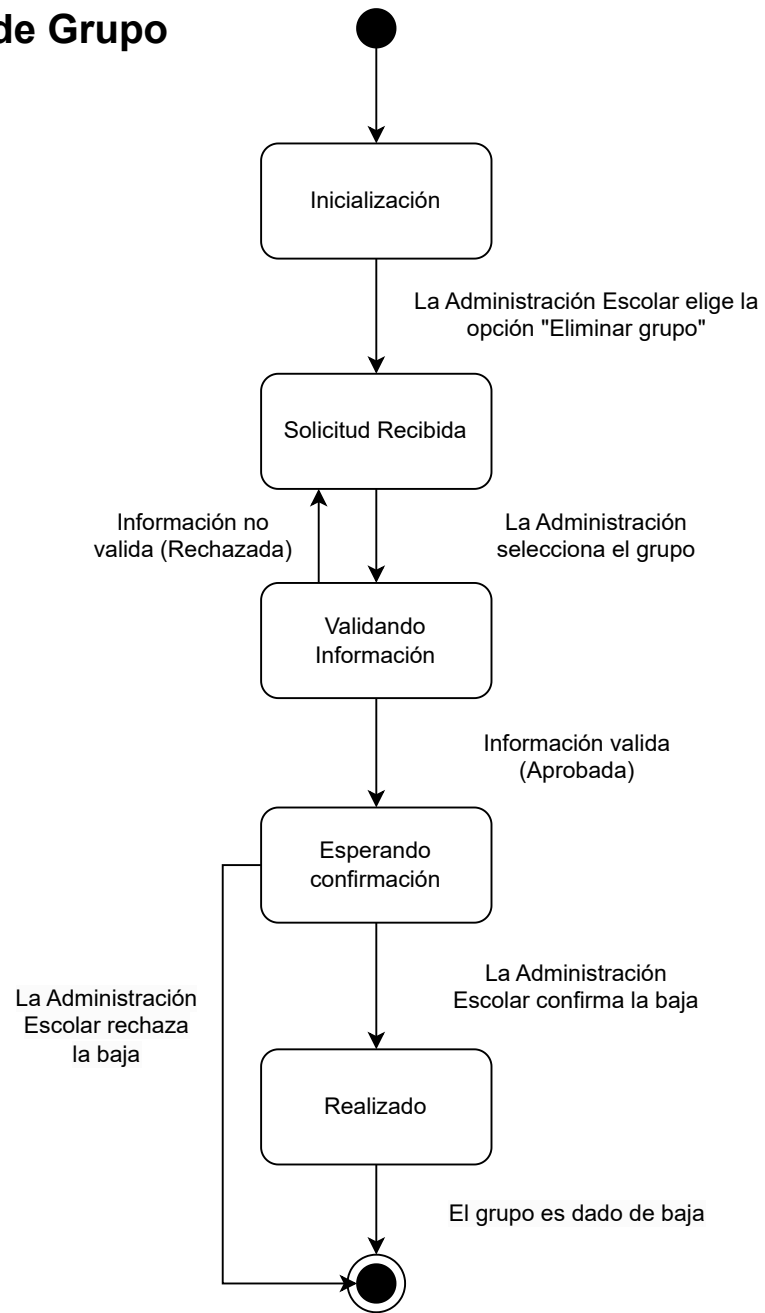 de Grupo
Inicialización
La Administración Escolar elige la
opción "Eliminar grupo"
Solicitud Recibida
Información no
valida (Rechazada)
La Administración
selecciona el grupo
Validando
Información
Información valida
(Aprobada)
Esperando
confirmación
La Administración
Escolar confirma la baja
La Administración
Escolar rechaza
la baja
Realizado
El grupo es dado de baja